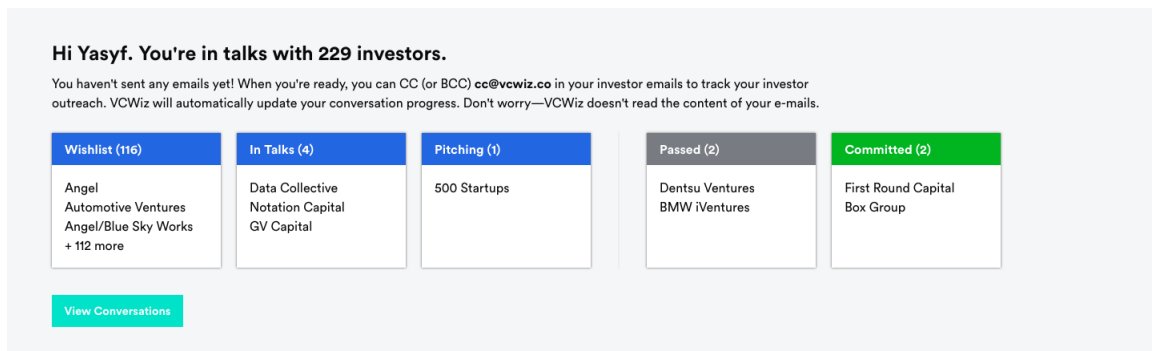 Hi Yasyf. You're in talks with 229 investors.
You haven't sent any emails yet! When you're ready, you can CC (or BCC) cc@vcwiz.co in your investor emails to track your investor
outreach. VCWiz will automatically update your conversation progress. Don't worry—VCWiz doesn't read the content of your e-mails.
Wishlist (116)
Angel
Automotive Ventures
Angel/Blue Sky Works
+ 112 more
In Talks (4)
Data Collective
Notation Capital
GV Capital
Pitching (1)
500 Startups
Passed (2)
Dentsu Ventures
BMW iVentures
Committed (2)
First Round Capital
Box Group
View Conversations